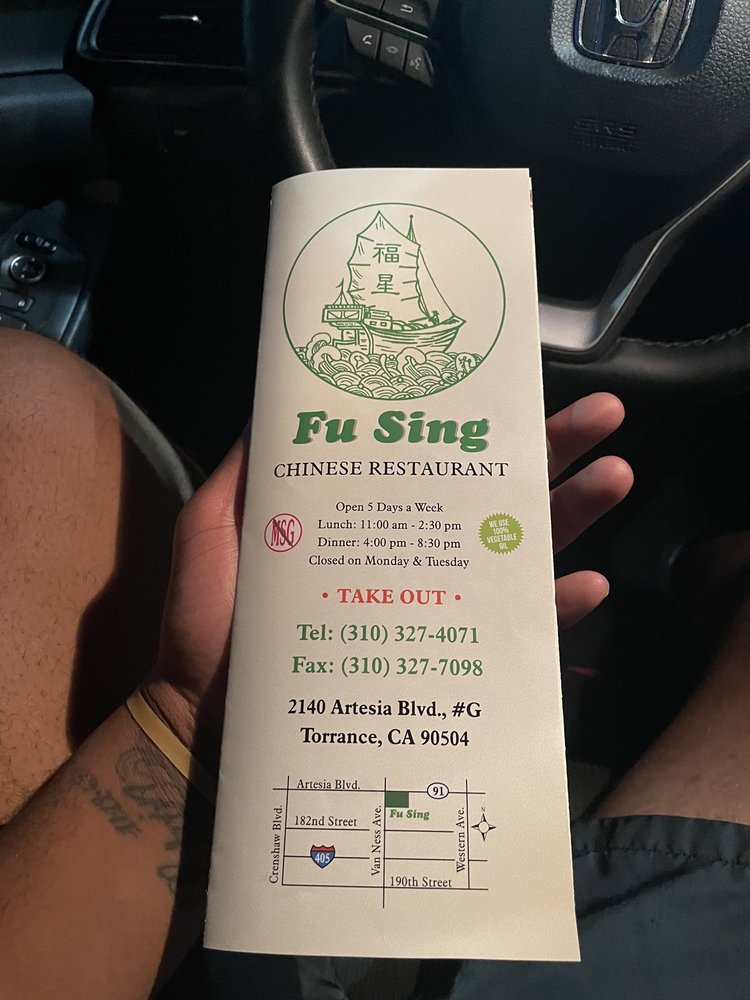 SRS
福
星
Fu Sing
CHINESE RESTAURANT
Open 5 Days a Week
Lunch: 11:00 am - 2:30 pm
Dinner: 4:00 pm - 8:30 pm
Closed on Monday & Tuesday
MSG
WE USE
100%
VEGETABLE
OIL
• TAKE OUT •
Tel: (310) 327-4071
Fax: (310) 327-7098
2140 Artesia Blvd., #G
Torrance, CA 90504
Artesia Blvd.
91
Fu Sing
182nd Street
405
Crenshaw Blvd.
Van Ness Ave.
Western Ave.
N
190th Street